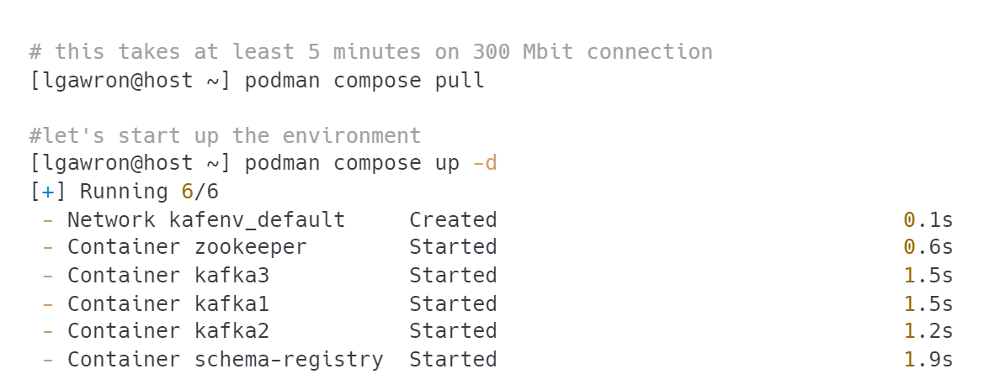 # this takes at least 5 minutes on 300 Mbit connection
[lgawron@host ~] podman compose pull
#let's start up the environment
[lgawron@host ~] podman compose up -d
[+] Running 6/6
- Network kafenv_default Created 0.1s
- Container zookeeper Started 0.6s
- Container kafka3 Started 1.5s
- Container kafka1 Started 1.5s
- Container kafka2 Started 1.2s
- Container schema-registry Started 1.9s